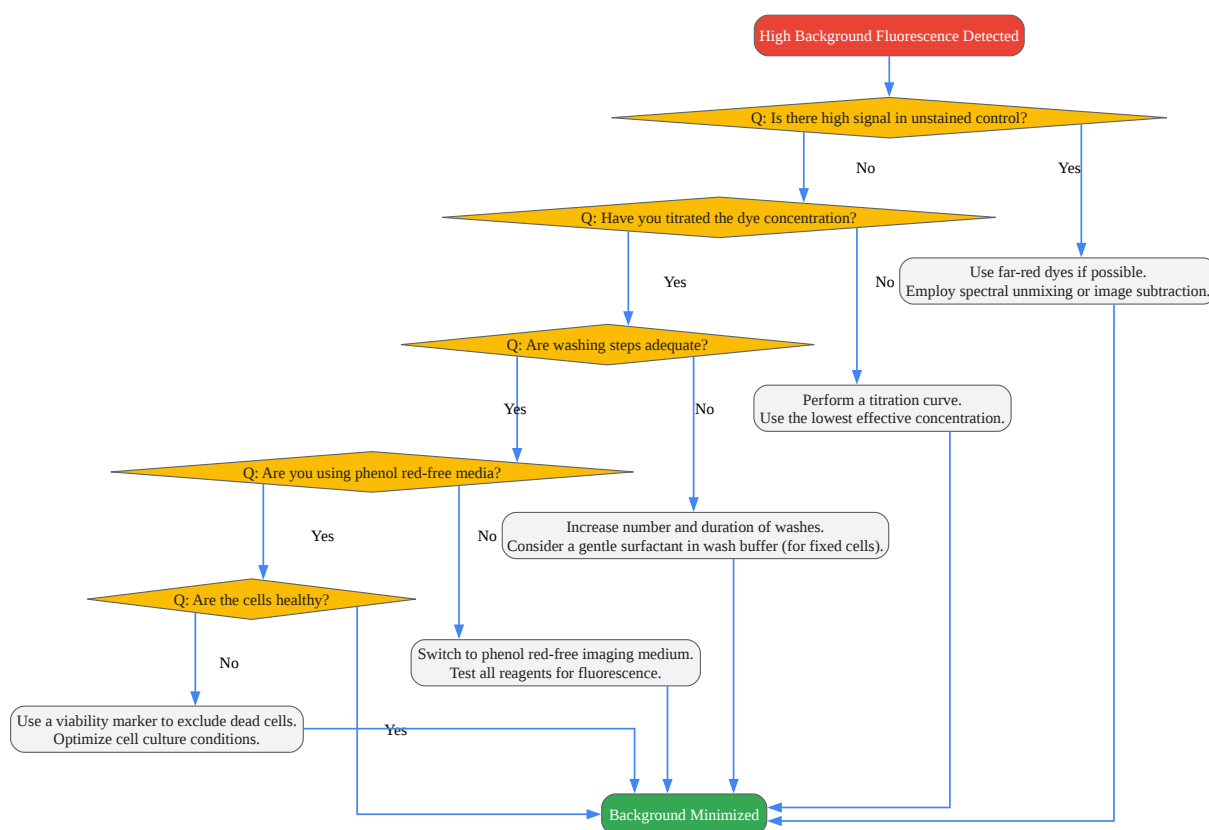 High Background Fluorescence Detected
Q: Is there high signal in unstained control?
No
Yes
Q: Have you titrated the dye concentration?
Use far-red dyes if possible.
Employ spectral unmixing or image subtraction.
Yes
No
Q: Are washing steps adequate?
Perform a titration curve.
Use the lowest effective concentration.
Yes
No
Q: Are you using phenol red-free media?
Increase number and duration of washes.
Consider a gentle surfactant in wash buffer (for fixed cells).
Yes
No
Q: Are the cells healthy?
Switch to phenol red-free imaging medium.
Test all reagents for fluorescence.
No
Use a viability marker to exclude dead cells.
Optimize cell culture conditions.
Yes
Background Minimized